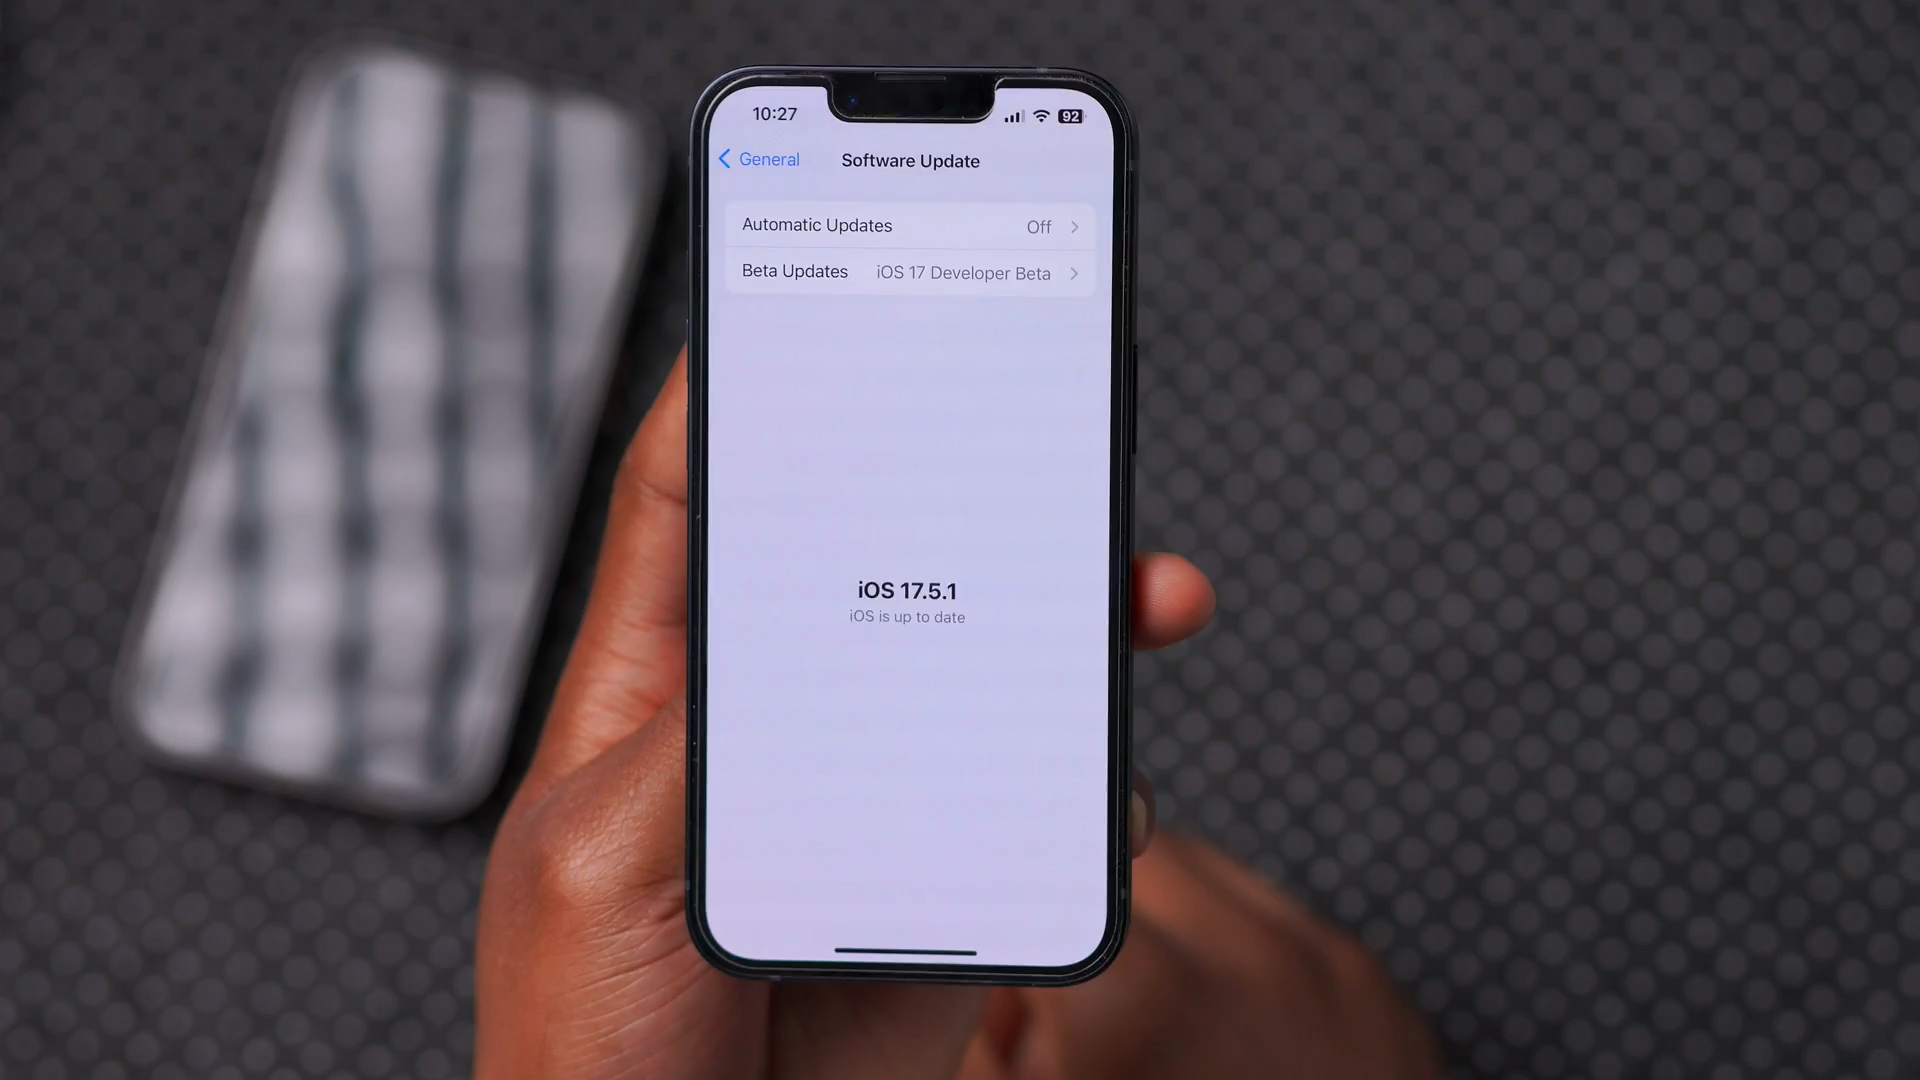 10:27 92
General Software Update
Automatic Updates Off
Beta Updates iOS 17 Developer Beta
iOS 17.5.1
iOS is up to date